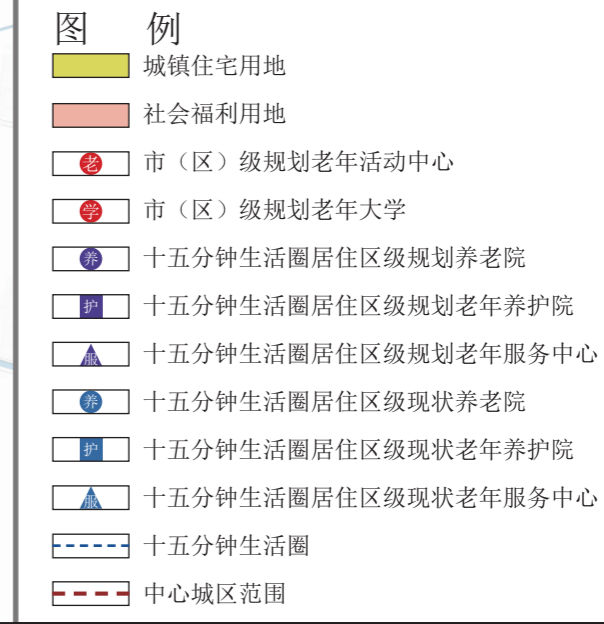 图 例
城镇住宅用地
社会福利用地
老 市（区）级规划老年活动中心
学 市（区）级规划老年大学
养 十五分钟生活圈居住区级规划养老院
护 十五分钟生活圈居住区级规划老年养护院
服 十五分钟生活圈居住区级规划老年服务中心
养 十五分钟生活圈居住区级现状养老院
护 十五分钟生活圈居住区级现状老年养护院
服 十五分钟生活圈居住区级现状老年服务中心
十五分钟生活圈
中心城区范围